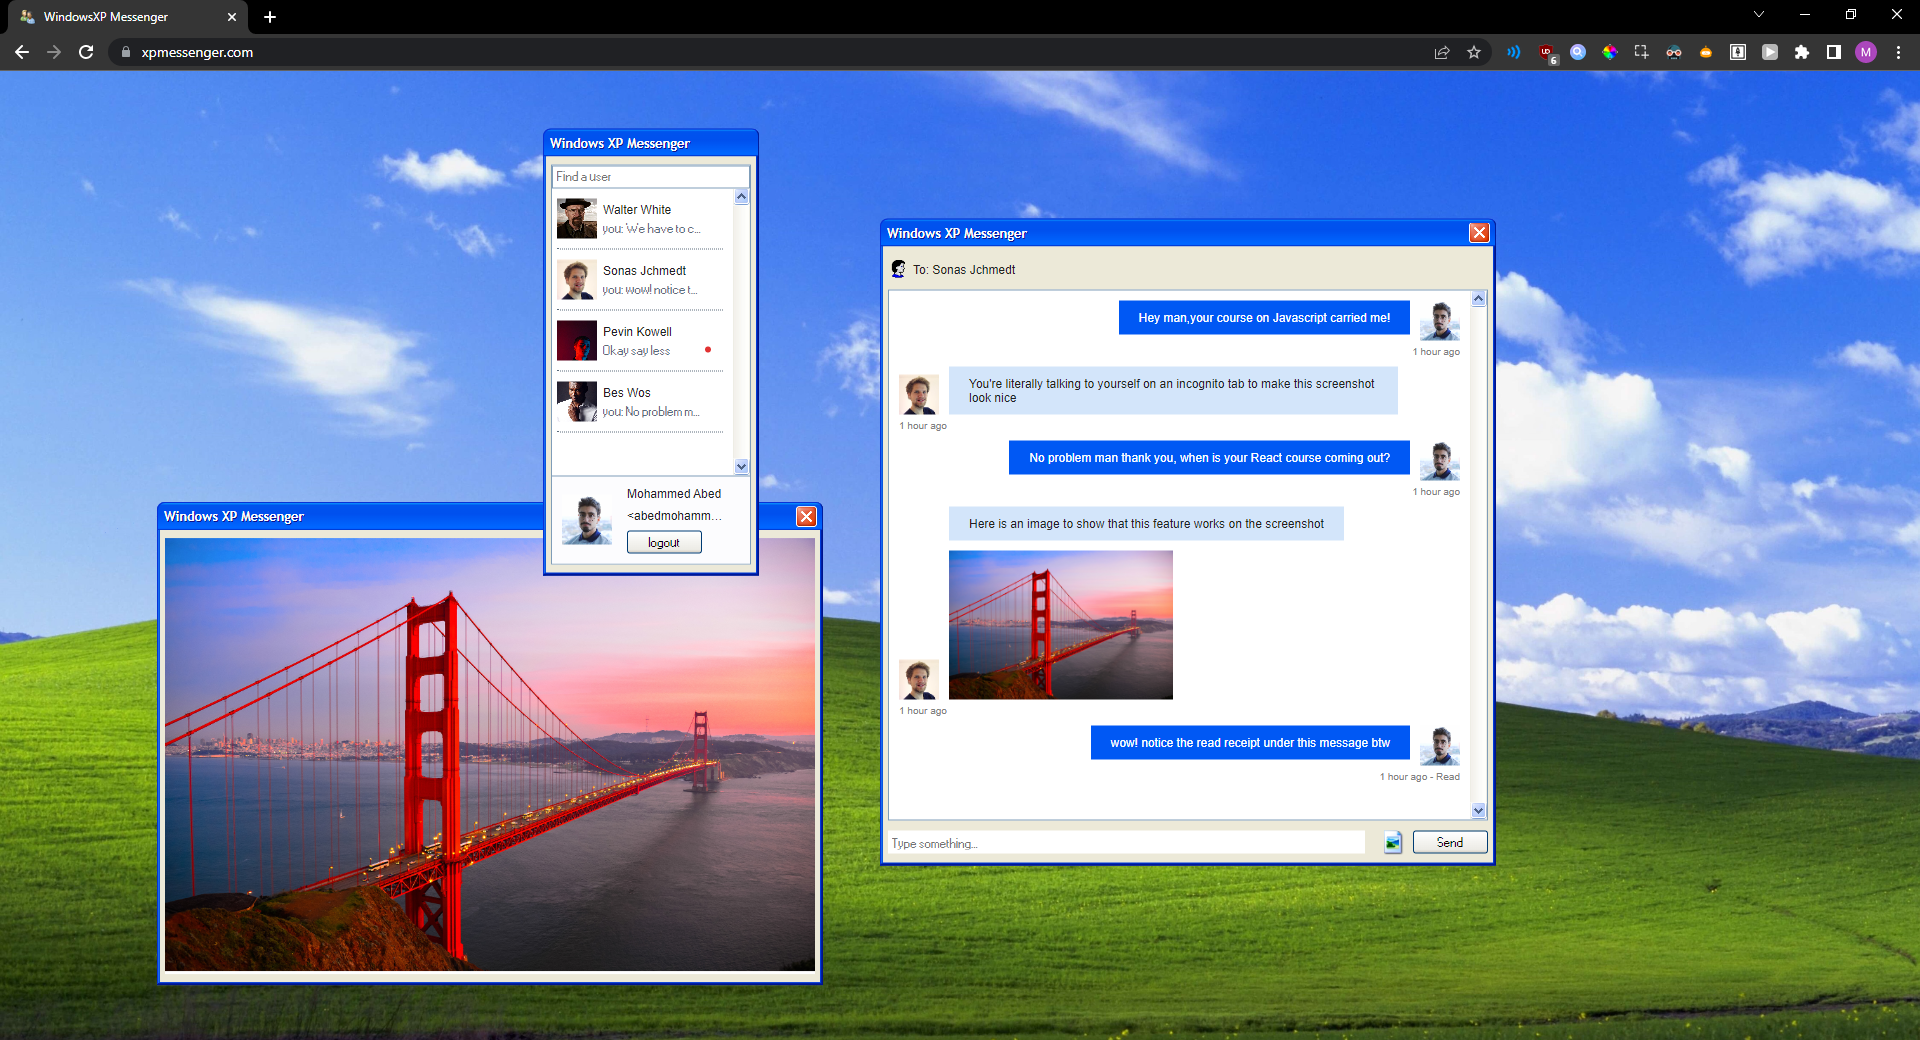 WindowsXP Messenger
xpmessenger.com
6
M
Windows XP Messenger
Find a user
Walter White
you: We have to c...
Sonas Jchmedt
you: wow! notice t...
Pevin Kowell
Okay say less
Bes Wos
you: No problem m...
Mohammed Abed
<abedmohamm...
logout
Windows XP Messenger
Windows XP Messenger
To: Sonas Jchmedt
Hey man,your course on Javascript carried me!
1 hour ago
You're literally talking to yourself on an incognito tab to make this screenshot
look nice
1 hour ago
No problem man thank you, when is your React course coming out?
1 hour ago
Here is an image to show that this feature works on the screenshot
1 hour ago
wow! notice the read receipt under this message btw
1 hour ago - Read
Type something...
Send